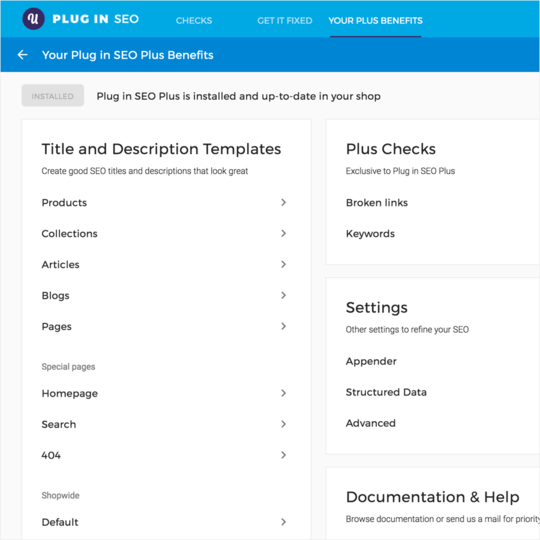 PLUG IN SEO
CHECKS
GET IT FIXED
YOUR PLUS BENEFITS
Your Plug in SEO Plus Benefits
INSTALLED
Plug in SEO Plus is installed and up-to-date in your shop
Title and Description Templates
Create good SEO titles and descriptions that look great
Products
Collections
Articles
Blogs
Pages
Special pages
Homepage
Search
404
Shopwide
Default
Plus Checks
Exclusive to Plug in SEO Plus
Broken links
Keywords
Settings
Other settings to refine your SEO
Appender
Structured Data
Advanced
Documentation & Help
Browse documentation or send us a mail for priority